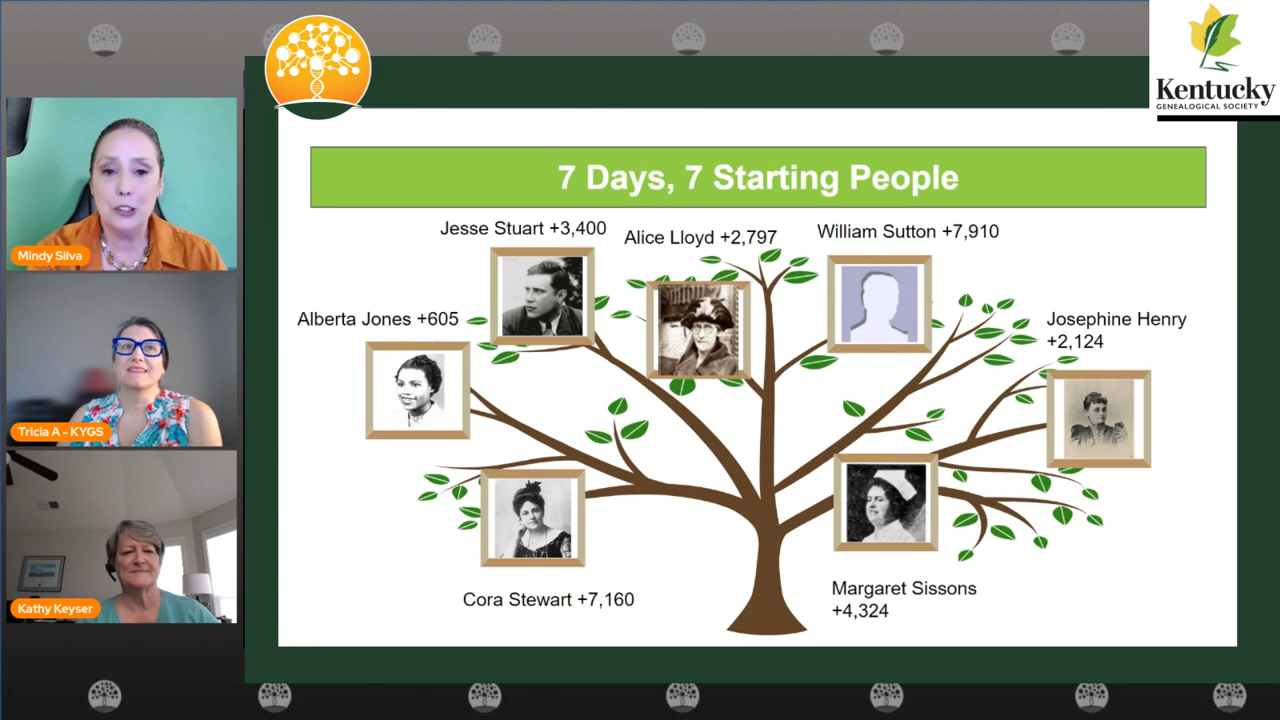 Kentucky
GENEALOGICAL SOCIETY
7 Days, 7 Starting People
Jesse Stuart +3,400
Alice Lloyd +2,797
William Sutton +7,910
Alberta Jones +605
Josephine Henry
+2,124
Cora Stewart +7,160
Margaret Sissons
+4,324
Mindy Silva
Tricia A - KYGS
Kathy Keyser